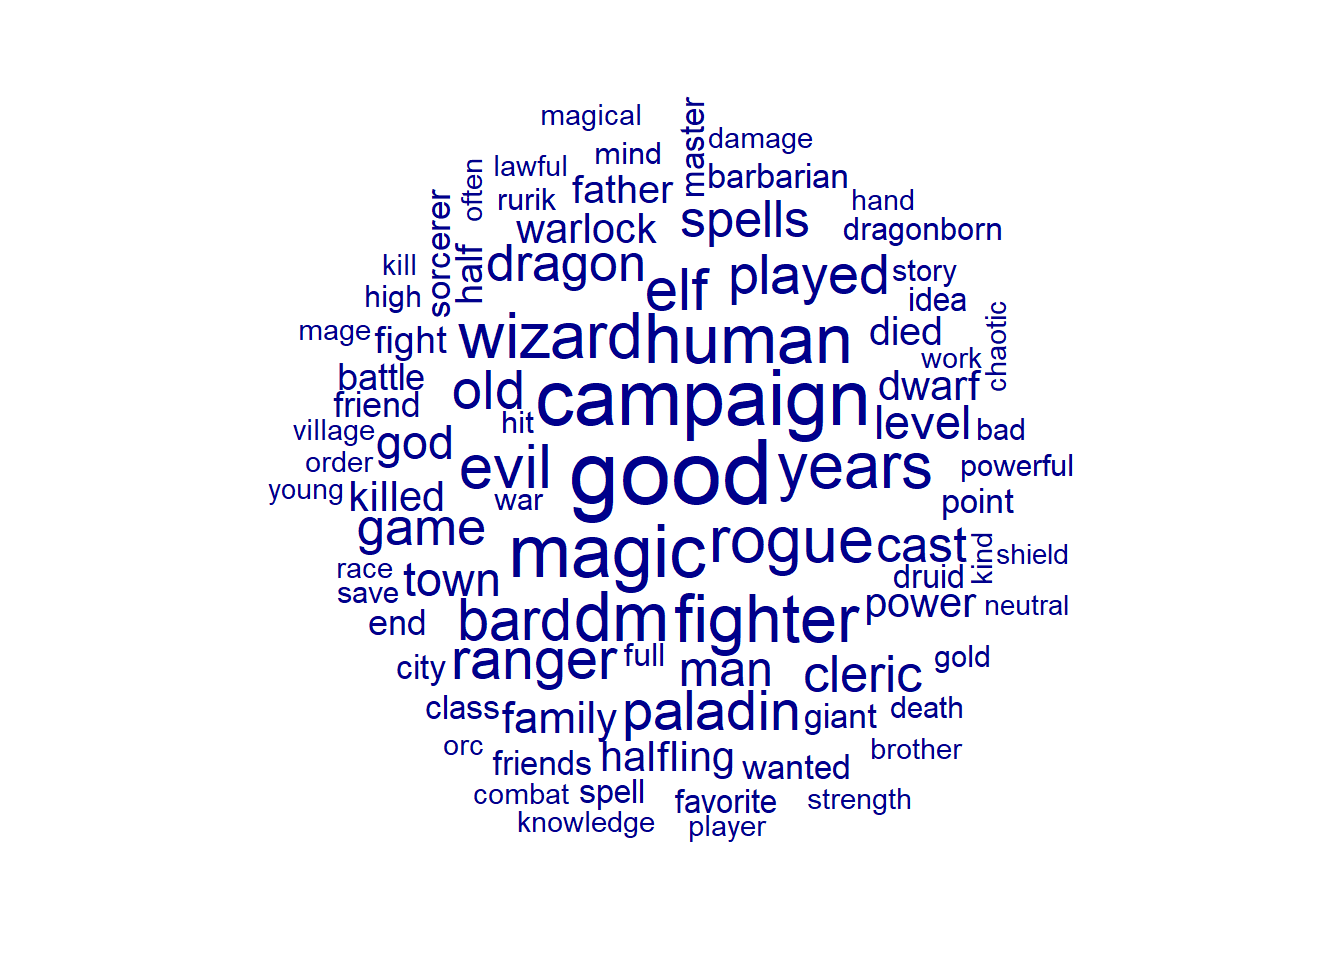 magical
master
damage
mind
lawful
often
barbarian
father
rurik
hand
sorcerer
spells
warlock
dragonborn
half
kill
dragon
elf
played
story
high
idea
mage
fight
wizard
human
died
chaotic
work
battle
old
campaign
dwarf
friend
hit
level
bad
village
god
order
evil
good
years
powerful
young
killed
war
point
game
magic
rogue
cast
kind
shield
race
town
druid
save
power
neutral
end
bard
dm
fighter
city
ranger
full
man
cleric
gold
class
family
paladin
giant
death
orc
friends
halfling
wanted
brother
combat
spell
favorite
strength
knowledge
player